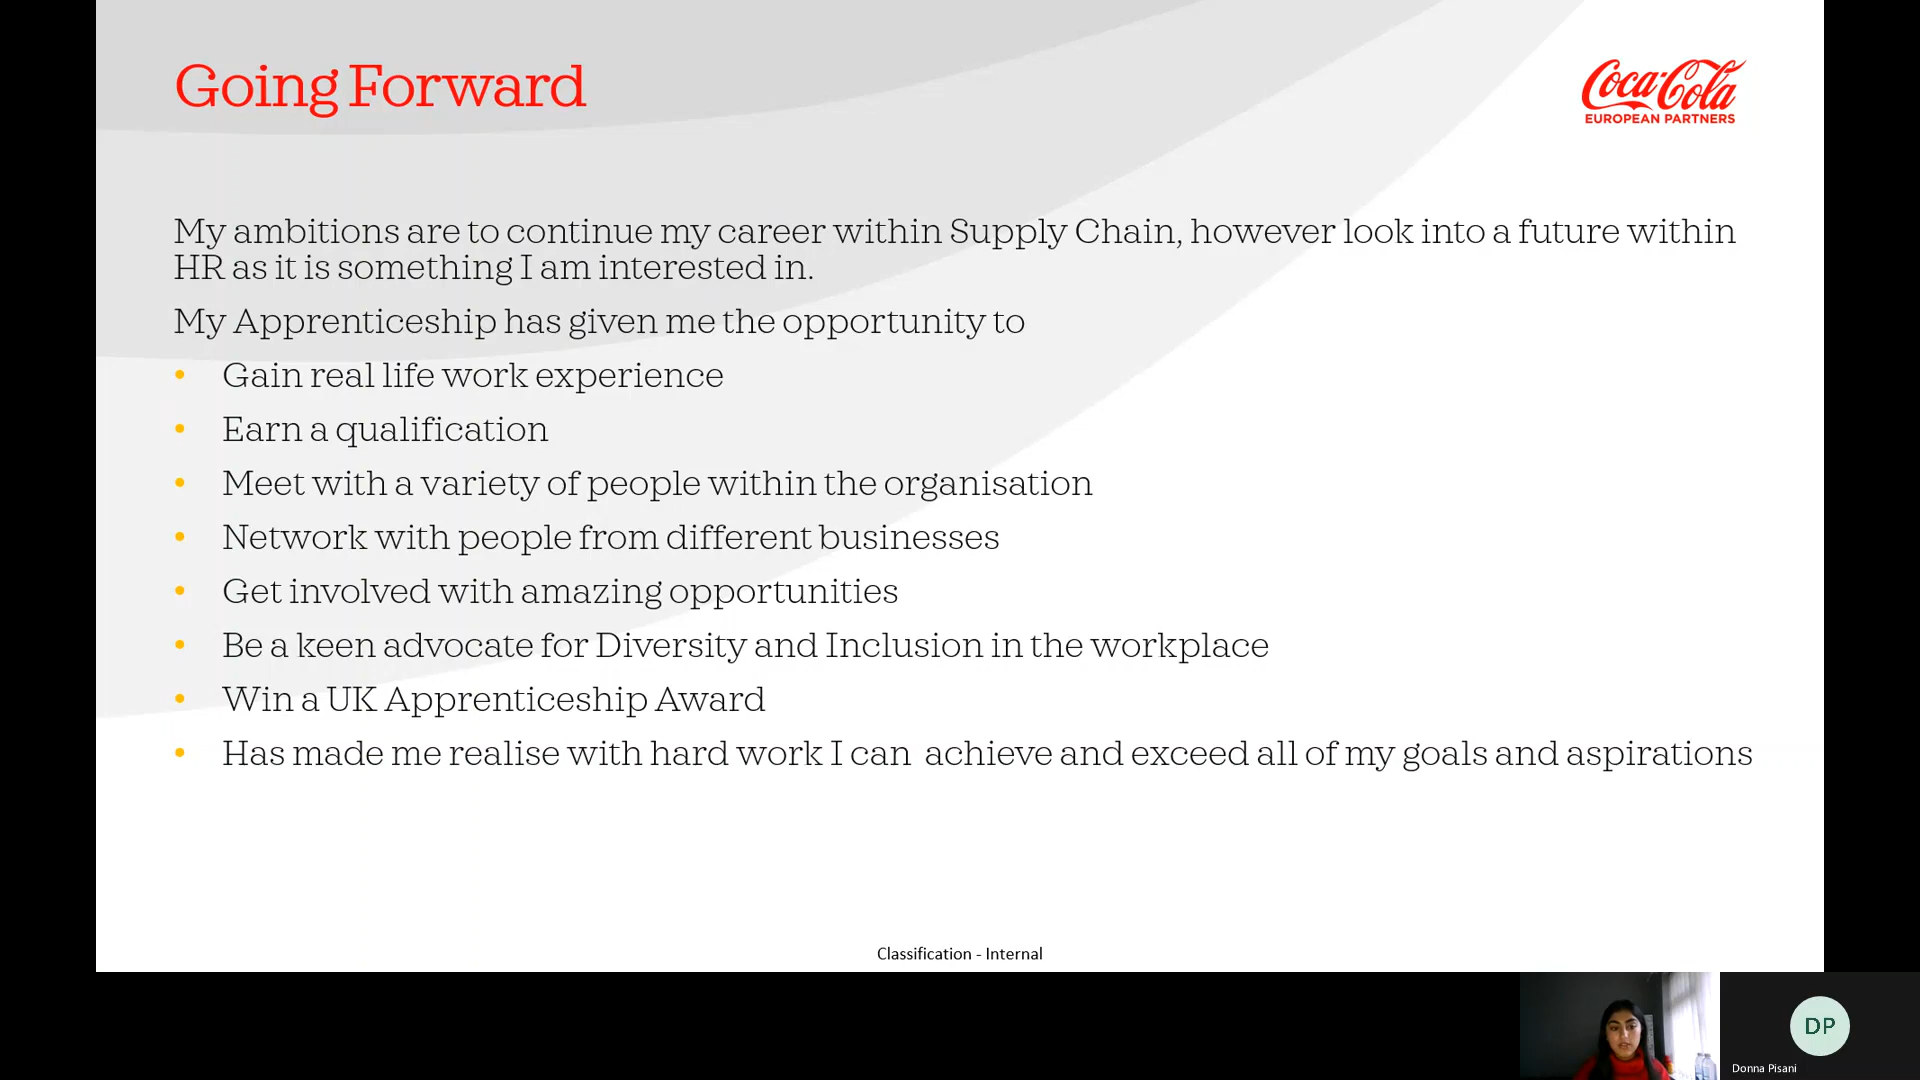 Going Forward
Coca-Cola
EUROPEAN PARTNERS
My ambitions are to continue my career within Supply Chain, however look into a future within
HR as it is something I am interested in.
My Apprenticeship has given me the opportunity to
• Gain real life work experience
• Earn a qualification
• Meet with a variety of people within the organisation
• Network with people from different businesses
• Get involved with amazing opportunities
• Be a keen advocate for Diversity and Inclusion in the workplace
• Win a UK Apprenticeship Award
• Has made me realise with hard work I can  achieve and exceed all of my goals and aspirations
Classification - Internal
DP
Donna Pisani